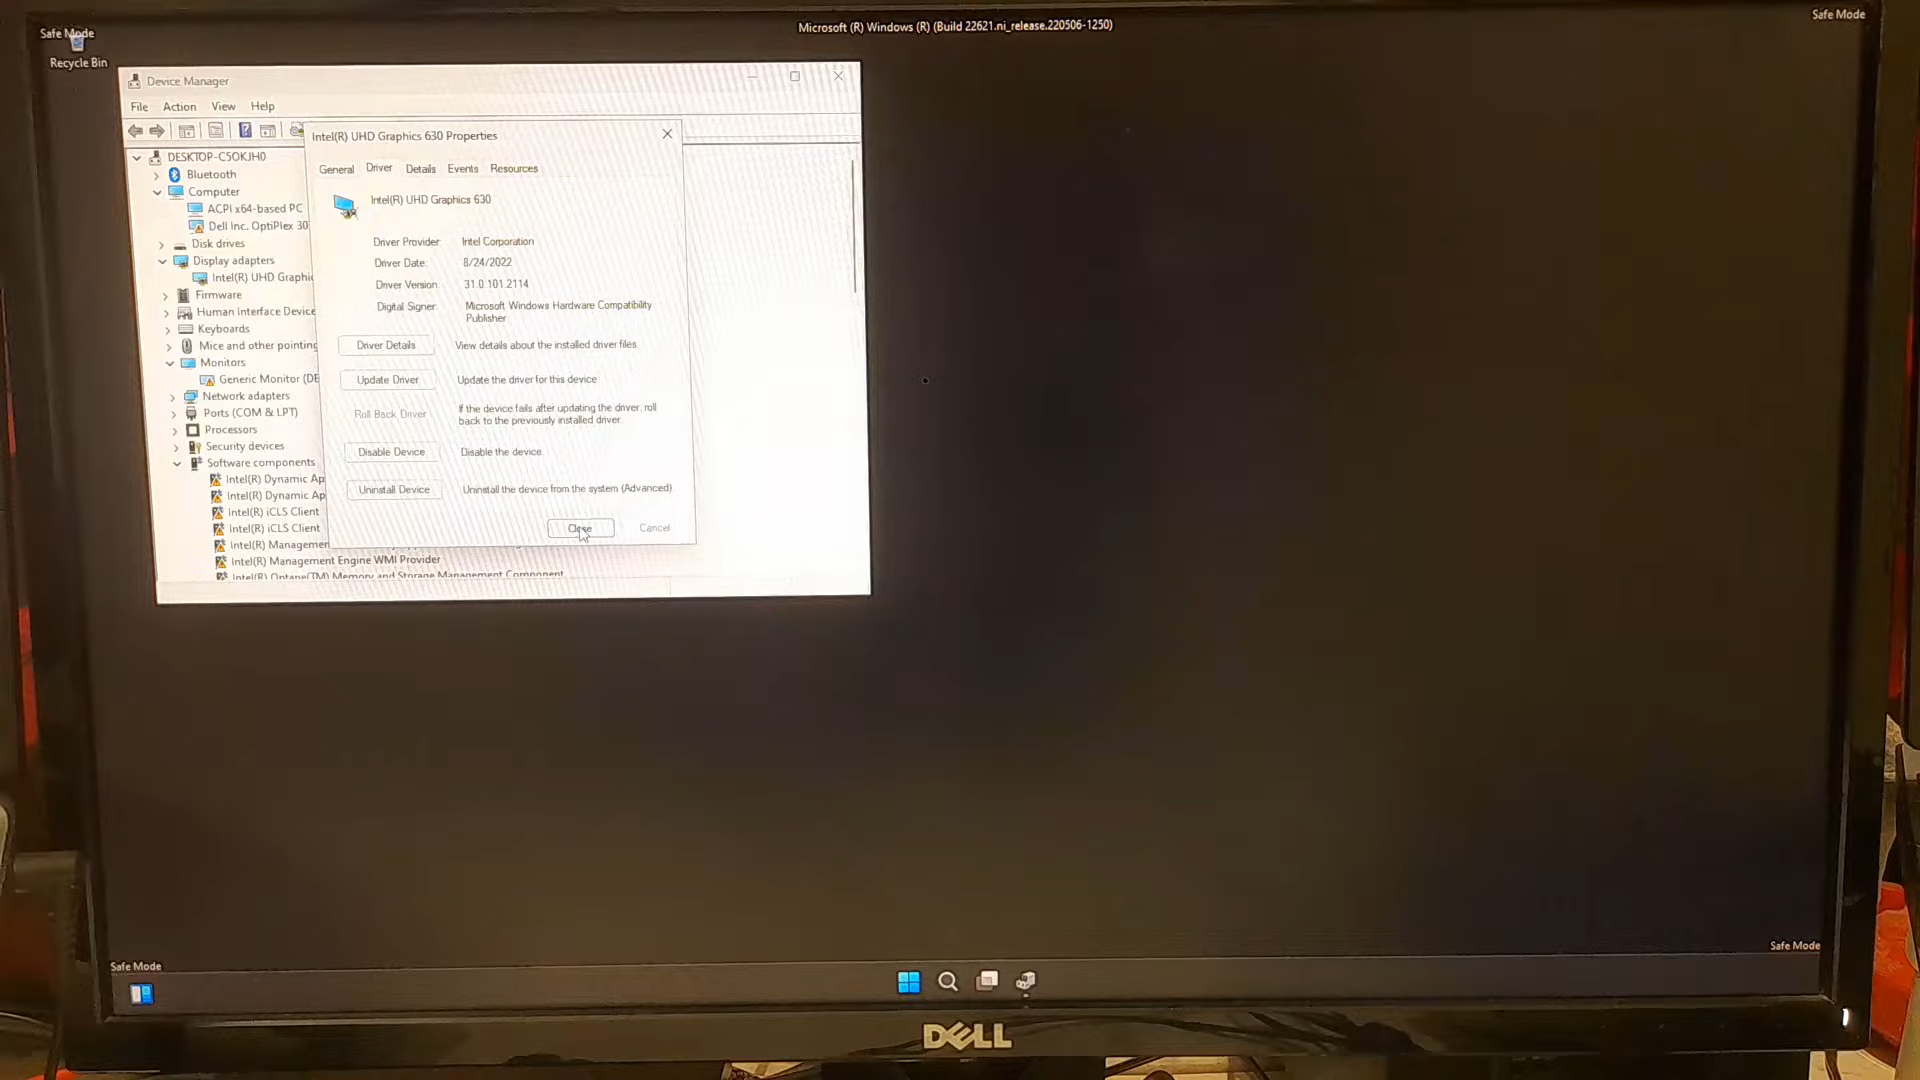 Safe Mode
Microsoft (R) Windows (R) (Build 22621.ni_release.220506-1250)
Safe Mode
Recycle Bin
Device Manager
File Action View Help
Intel(R) UHD Graphics 630 Properties
General Driver Details Events Resources
Intel(R) UHD Graphics 630
Driver Provider: Intel Corporation
Driver Date: 8/24/2022
Driver Version: 31.0.101.2114
Digital Signer: Microsoft Windows Hardware Compatibility
Publisher
Driver Details View details about the installed driver files
Update Driver Update the driver for this device
Roll Back Driver If the device fails after updating the driver, roll
back to the previously installed driver.
Disable Device Disable the device
Uninstall Device Uninstall the device from the system (Advanced).
Close Cancel
DESKTOP-C5OKJH0
Bluetooth
Computer
ACPI x64-based PC
Dell Inc. OptiPlex 30
Disk drives
Display adapters
Intel(R) UHD Graphi
Firmware
Human Interface Device
Keyboards
Mice and other pointing
Monitors
Generic Monitor (DE
Network adapters
Ports (COM & LPT)
Processors
Security devices
Software components
Intel(R) Dynamic Ap
Intel(R) Dynamic Ap
Intel(R) iCLS Client
Intel(R) iCLS Client
Intel(R) Managemen
Intel(R) Management Engine WMI Provider
Intel(R) Optane(TM) Memory and Storage Management Component
Safe Mode
Safe Mode
DELL